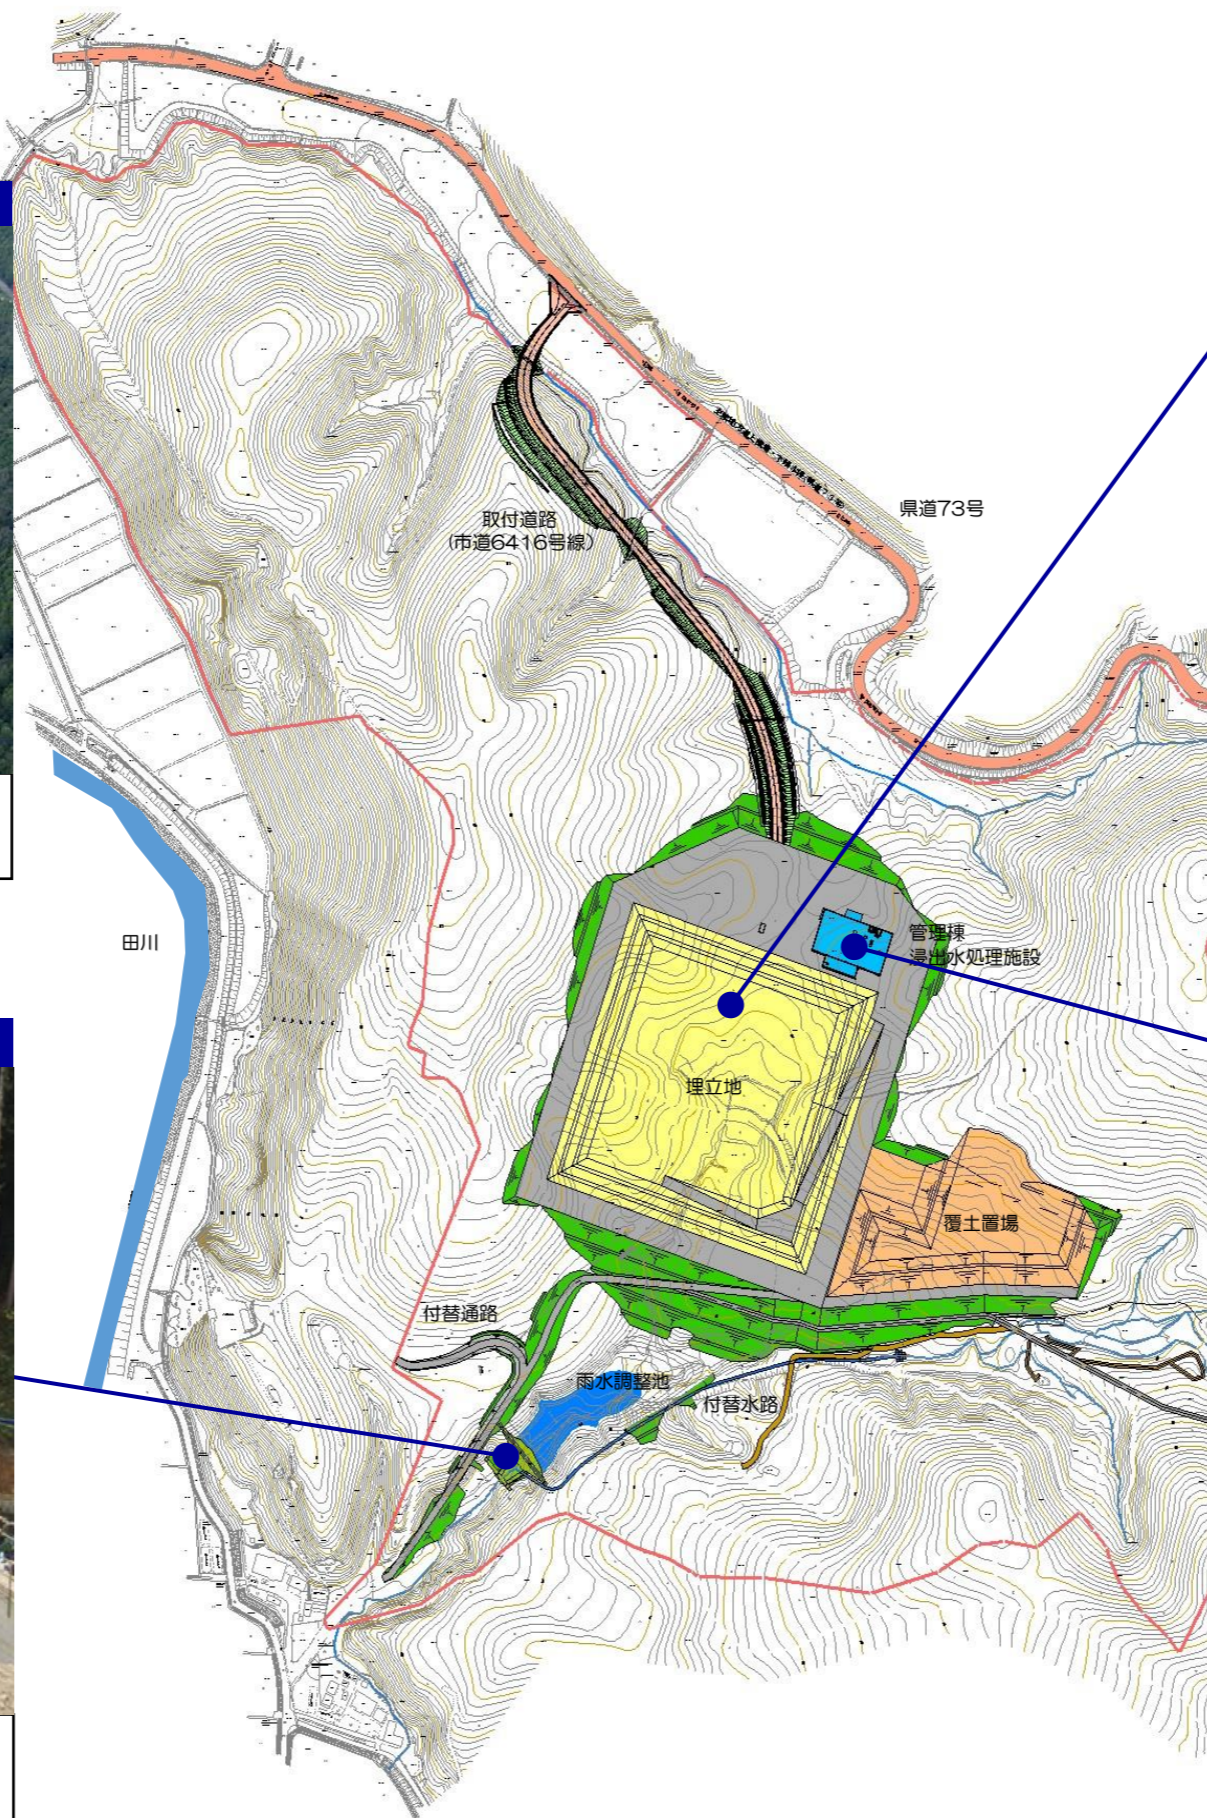 県道73号
取付道路
(市道6416号線)
田川
管理棟
浸出水処理施設
埋立地
覆土置場
付替通路
雨水調整池
付替水路